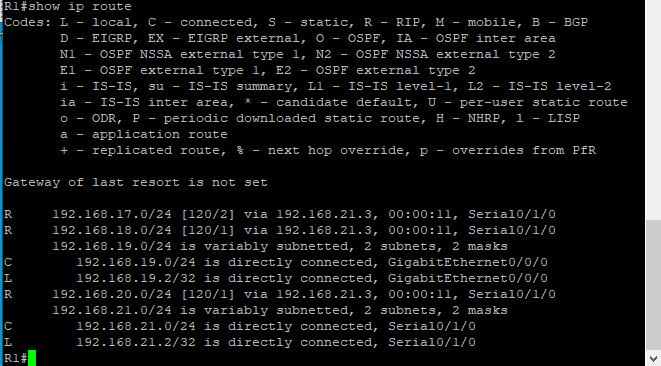 R1#show ip route
Codes: L - local, C - connected, S - static, R - RIP, M - mobile, B - BGP
       D - EIGRP, EX - EIGRP external, O - OSPF, IA - OSPF inter area
       N1 - OSPF NSSA external type 1, N2 - OSPF NSSA external type 2
       E1 - OSPF external type 1, E2 - OSPF external type 2
       i - IS-IS, su - IS-IS summary, L1 - IS-IS level-1, L2 - IS-IS level-2
       ia - IS-IS inter area, * - candidate default, U - per-user static route
       o - ODR, P - periodic downloaded static route, H - NHRP, l - LISP
       a - application route
       + - replicated route, % - next hop override, p - overrides from PfR
Gateway of last resort is not set
R     192.168.17.0/24 [120/2] via 192.168.21.3, 00:00:11, Serial0/1/0
R     192.168.18.0/24 [120/1] via 192.168.21.3, 00:00:11, Serial0/1/0
      192.168.19.0/24 is variably subnetted, 2 subnets, 2 masks
C        192.168.19.0/24 is directly connected, GigabitEthernet0/0/0
L        192.168.19.2/32 is directly connected, GigabitEthernet0/0/0
R     192.168.20.0/24 [120/1] via 192.168.21.3, 00:00:11, Serial0/1/0
      192.168.21.0/24 is variably subnetted, 2 subnets, 2 masks
C        192.168.21.0/24 is directly connected, Serial0/1/0
L        192.168.21.2/32 is directly connected, Serial0/1/0
R1#